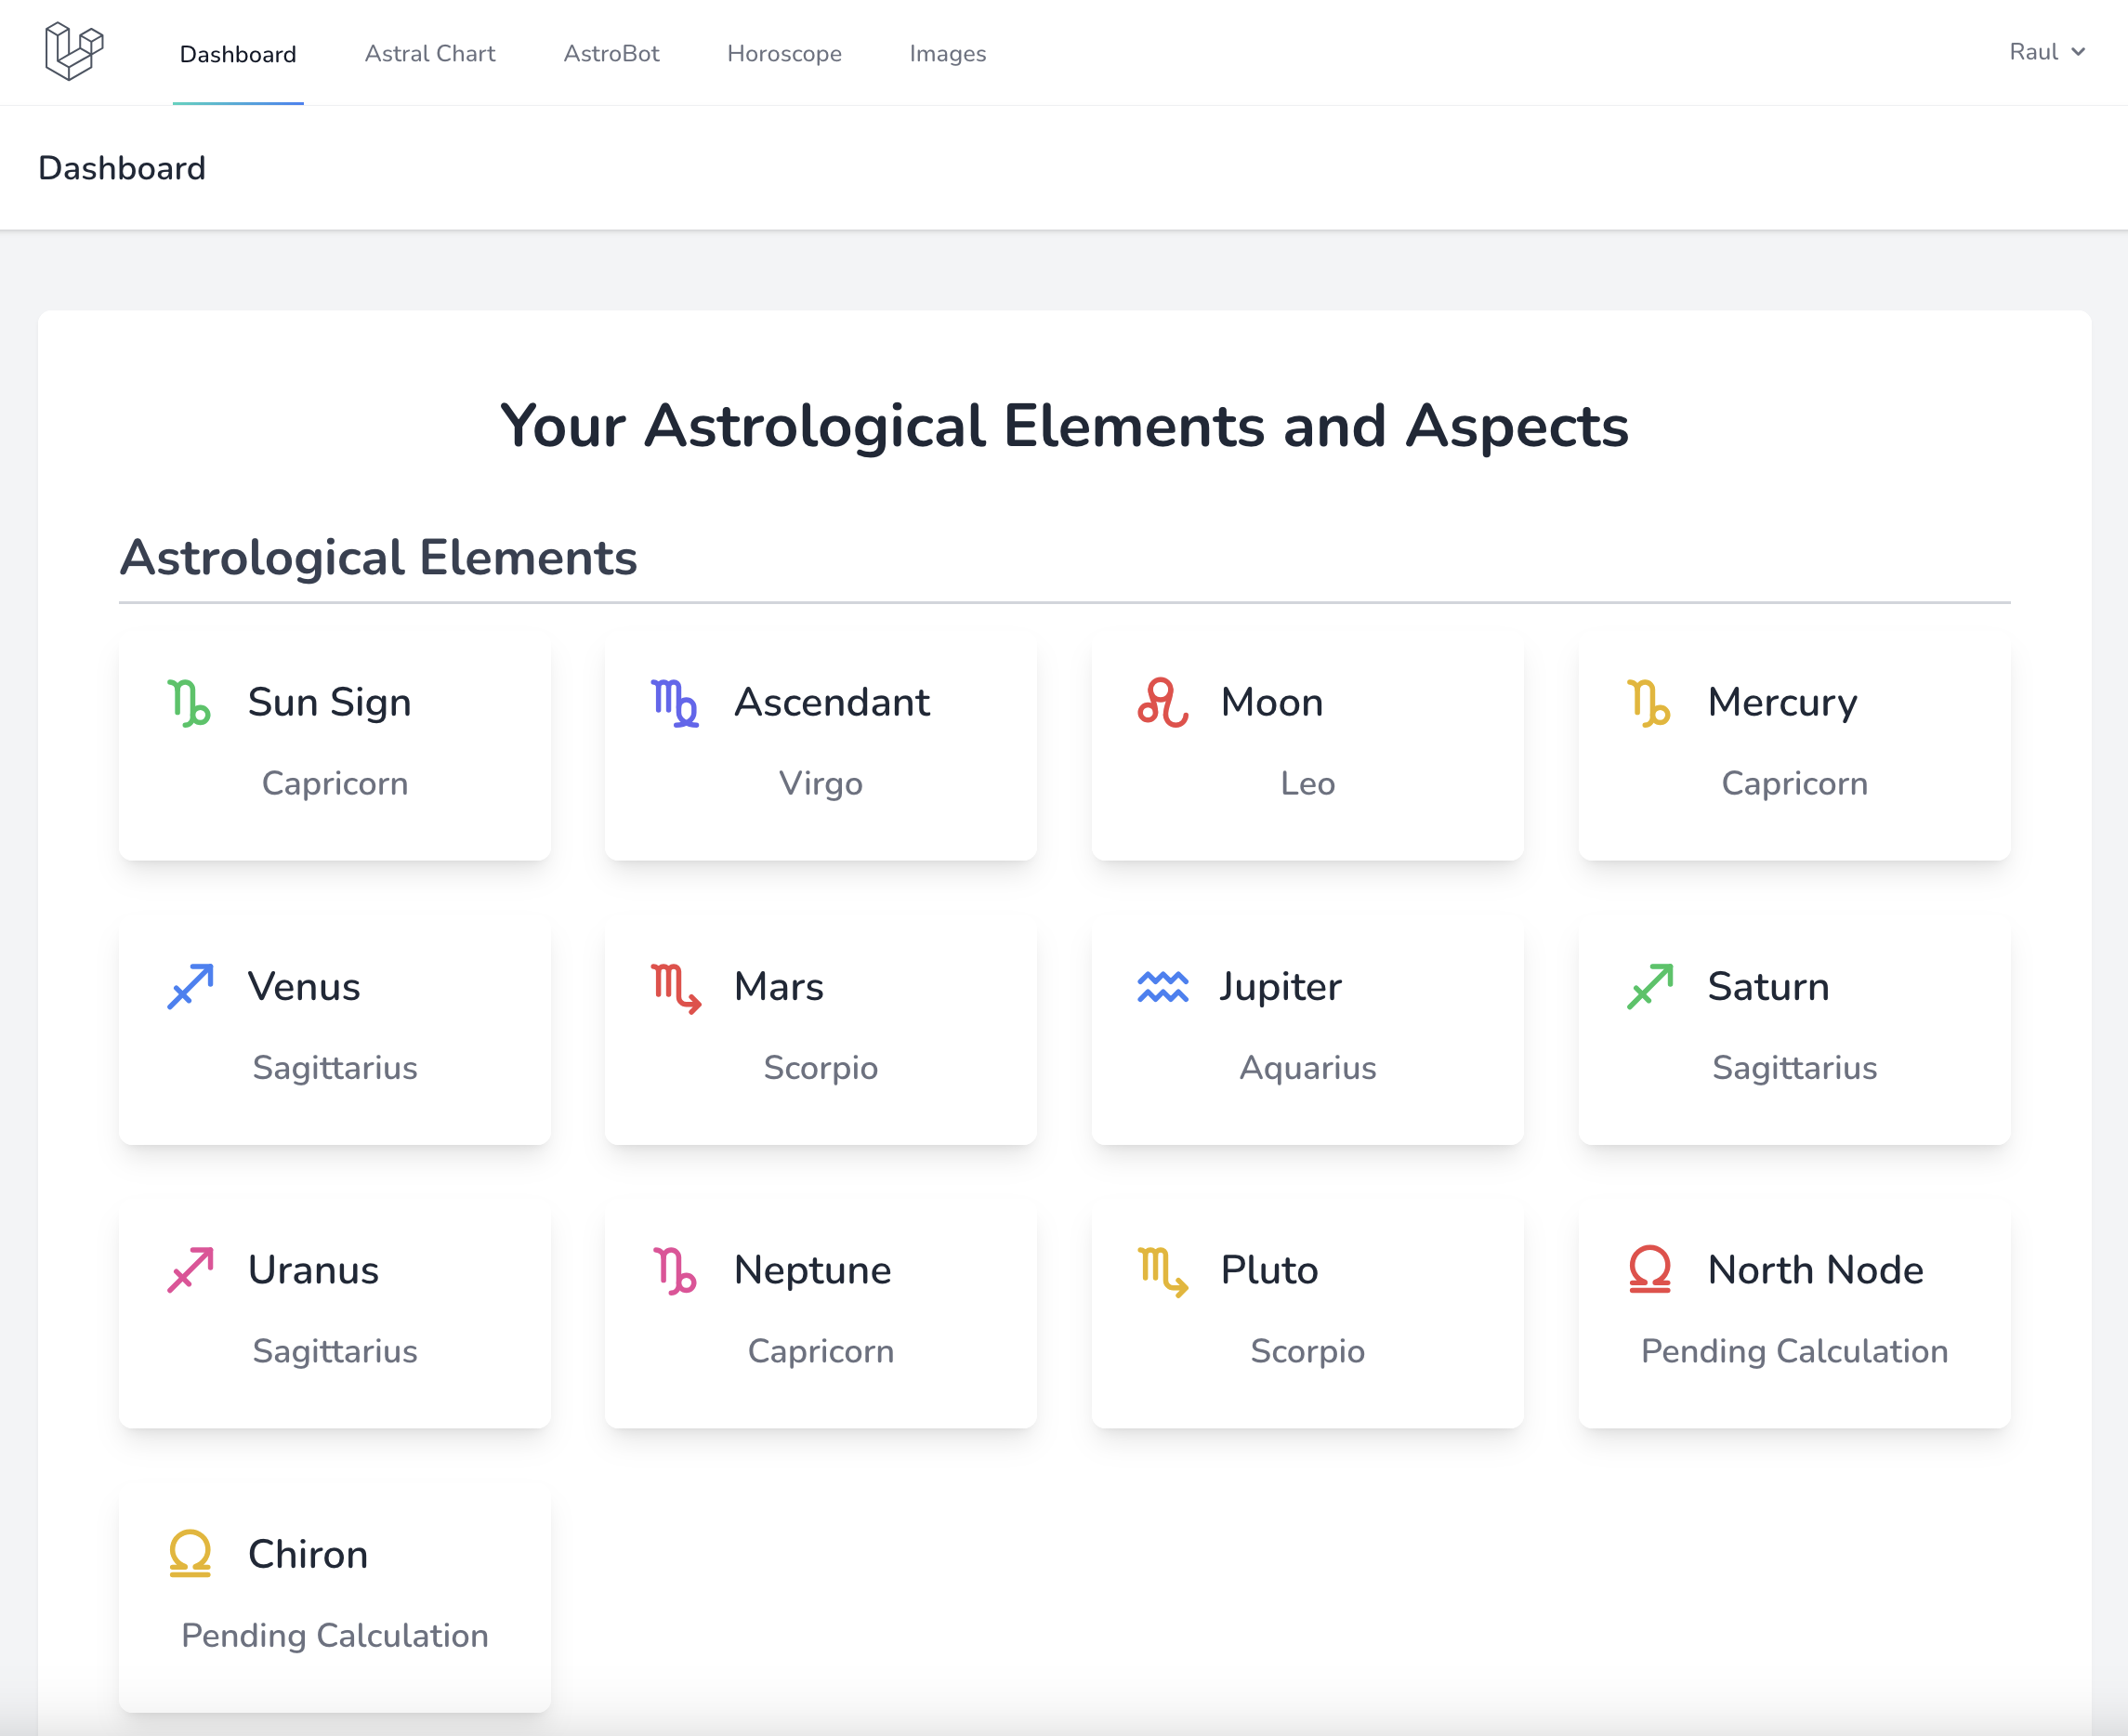 Dashboard Astral Chart AstroBot Horoscope Images Raul
Dashboard
Your Astrological Elements and Aspects
Astrological Elements
Sun Sign
Capricorn
Ascendant
Virgo
Moon
Leo
Mercury
Capricorn
Venus
Sagittarius
Mars
Scorpio
Jupiter
Aquarius
Saturn
Sagittarius
Uranus
Sagittarius
Neptune
Capricorn
Pluto
Scorpio
North Node
Pending Calculation
Chiron
Pending Calculation